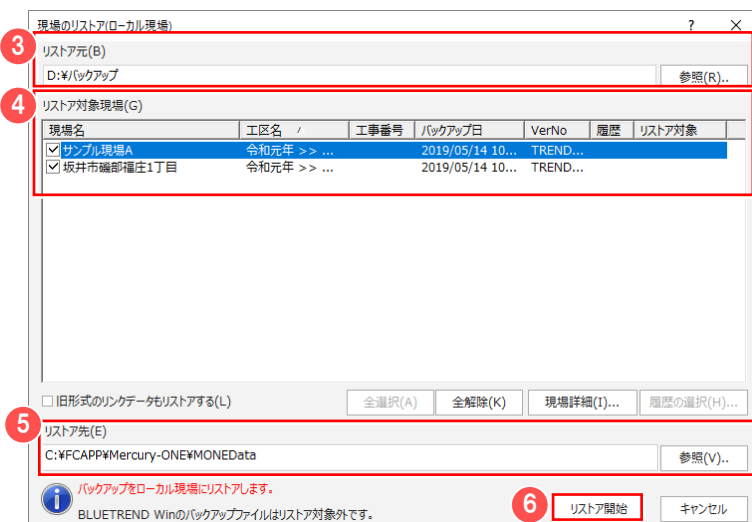 現場のリストア(ローカル現場) ? ×
3
リストア元(B)
D:¥バックアップ 参照(R)..
4
リストア対象現場(G)
現場名 工区名 工事番号 バックアップ日 VerNo 履歴 リストア対象
サンプル現場A 令和元年 >> ... 2019/05/14 10... TREND...
坂井市磯部福庄1丁目 令和元年 >> ... 2019/05/14 10... TREND...
旧形式のリンクデータもリストアする(L) 全選択(A) 全解除(K) 現場詳細(I)... 履歴の選択(H)...
5
リストア先(E)
C:¥FCAPP¥Mercury-ONE¥MONEData 参照(V)..
バックアップをローカル現場にリストアします。
BLUETREND Winのバックアップファイルはリストア対象外です。
6
リストア開始 キャンセル